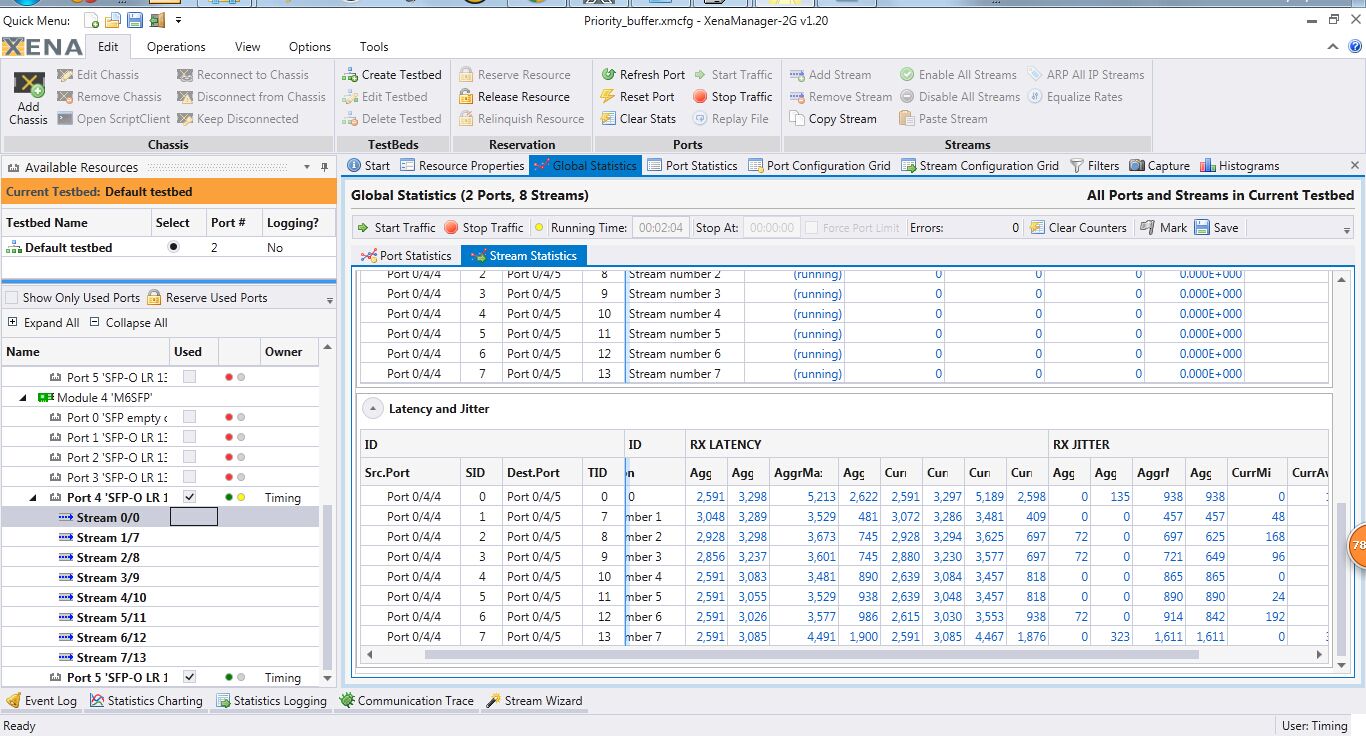 Priority_buffer.xmcfg - XenaManager-2G v1.20
Quick Menu:
XENA Edit Operations View Options Tools
Add Chassis
Edit Chassis Reconnect to Chassis
Remove Chassis Disconnect from Chassis
Open ScriptClient Keep Disconnected
Chassis
Create Testbed
Edit Testbed
Delete Testbed
TestBeds
Reserve Resource
Release Resource
Relinquish Resource
Reservation
Refresh Port Start Traffic
Reset Port Stop Traffic
Clear Stats Replay File
Ports
Add Stream Enable All Streams ARP All IP Streams
Remove Stream Disable All Streams Equalize Rates
Copy Stream Paste Stream
Streams
Available Resources
Current Testbed: Default testbed
Testbed Name Select Port # Logging?
Default testbed 2 No
Show Only Used Ports Reserve Used Ports
Expand All Collapse All
Name Used Owner
Port 5 'SFP-O LR 13
Module 4 'M6SFP'
Port 0 'SFP empty c
Port 1 'SFP-O LR 13
Port 2 'SFP-O LR 13
Port 3 'SFP-O LR 13
Port 4 'SFP-O LR 1 Timing
Stream 0/0
Stream 1/7
Stream 2/8
Stream 3/9
Stream 4/10
Stream 5/11
Stream 6/12
Stream 7/13
Port 5 'SFP-O LR 1 Timing
Start Resource Properties Global Statistics Port Statistics Port Configuration Grid Stream Configuration Grid Filters Capture Histograms
Global Statistics (2 Ports, 8 Streams) All Ports and Streams in Current Testbed
Start Traffic Stop Traffic Running Time: 00:02:04 Stop At: 00:00:00 Force Port Limit Errors: 0 Clear Counters Mark Save
Port Statistics Stream Statistics
Port 0/4/4 2 Port 0/4/5 8 Stream number 2 (running) 0 0 0.000E+000
Port 0/4/4 3 Port 0/4/5 9 Stream number 3 (running) 0 0 0.000E+000
Port 0/4/4 4 Port 0/4/5 10 Stream number 4 (running) 0 0 0.000E+000
Port 0/4/4 5 Port 0/4/5 11 Stream number 5 (running) 0 0 0.000E+000
Port 0/4/4 6 Port 0/4/5 12 Stream number 6 (running) 0 0 0.000E+000
Port 0/4/4 7 Port 0/4/5 13 Stream number 7 (running) 0 0 0.000E+000
Latency and Jitter
ID ID RX LATENCY RX JITTER
Src.Port SID Dest.Port TID n Agg Agg AggrMa: Agg Curr Curr Curr Curr Agg Agg AggrM Agg CurrMi CurrAv
Port 0/4/4 0 Port 0/4/5 0 0 2,591 3,298 5,213 2,622 2,591 3,297 5,189 2,598 0 135 938 938 0
Port 0/4/4 1 Port 0/4/5 7 mber 1 3,048 3,289 3,529 481 3,072 3,286 3,481 409 0 0 457 457 48
Port 0/4/4 2 Port 0/4/5 8 mber 2 2,928 3,298 3,673 745 2,928 3,294 3,625 697 72 0 697 625 168
Port 0/4/4 3 Port 0/4/5 9 mber 3 2,856 3,237 3,601 745 2,880 3,230 3,577 697 72 0 721 649 96
Port 0/4/4 4 Port 0/4/5 10 mber 4 2,591 3,083 3,481 890 2,639 3,084 3,457 818 0 0 865 865 0
Port 0/4/4 5 Port 0/4/5 11 mber 5 2,591 3,055 3,529 938 2,639 3,048 3,457 818 0 0 890 890 24
Port 0/4/4 6 Port 0/4/5 12 mber 6 2,591 3,026 3,577 986 2,615 3,030 3,553 938 72 0 914 842 192
Port 0/4/4 7 Port 0/4/5 13 mber 7 2,591 3,085 4,491 1,900 2,591 3,085 4,467 1,876 0 323 1,611 1,611 0
78
Event Log Statistics Charting Statistics Logging Communication Trace Stream Wizard
Ready User: Timing